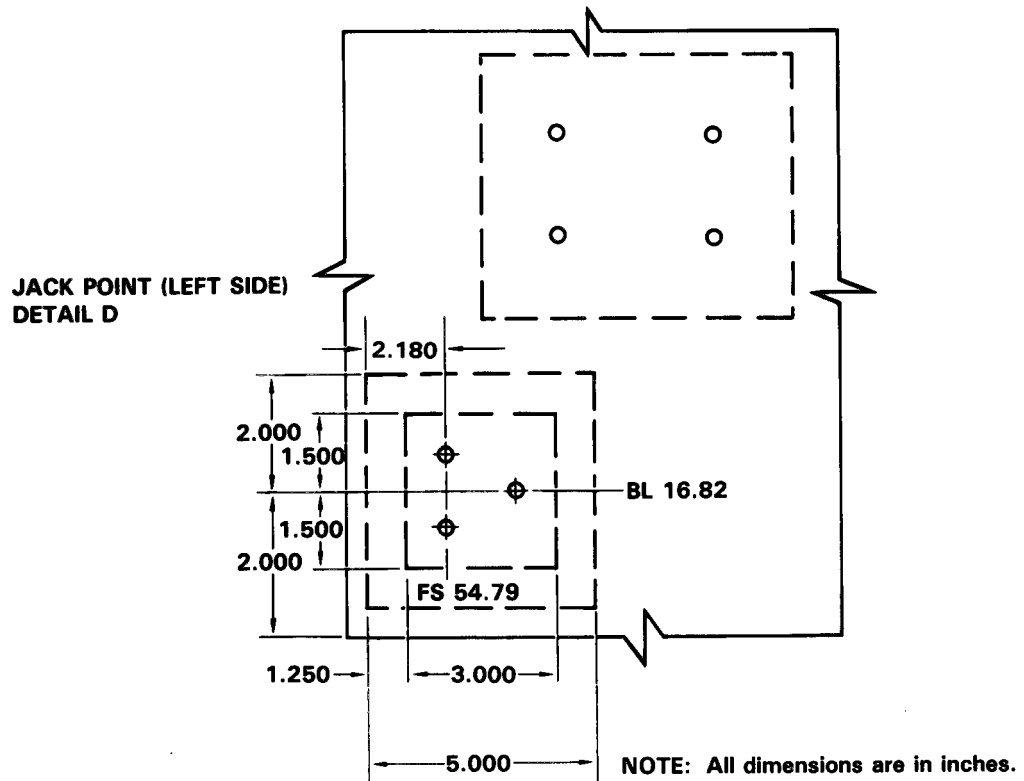 JACK POINT (LEFT SIDE)
DETAIL D
2.180
2.000
1.500
BL 16.82
1.500
2.000
FS 54.79
1.250
3.000
5.000
NOTE: All dimensions are in inches.